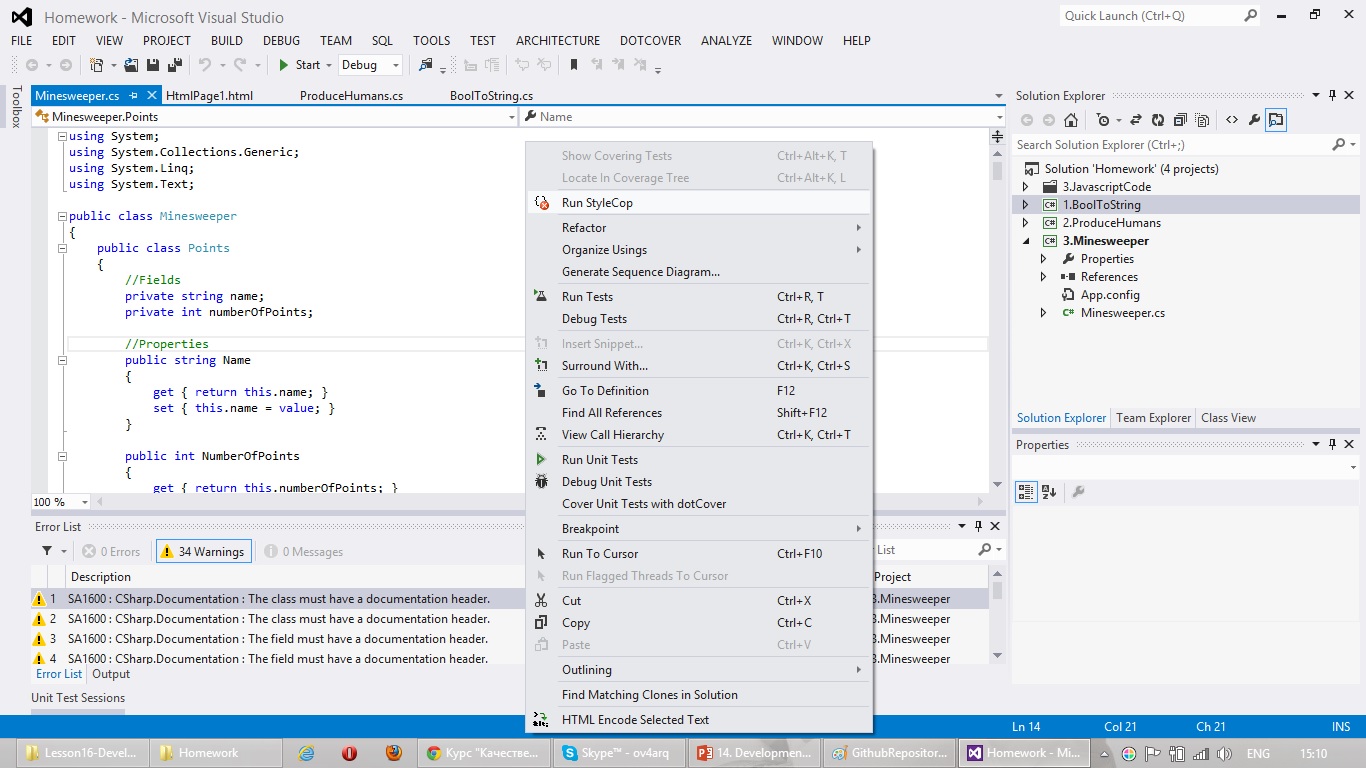 Homework - Microsoft Visual Studio
Quick Launch (Ctrl+Q)
FILE EDIT VIEW PROJECT BUILD DEBUG TEAM SQL TOOLS TEST ARCHITECTURE DOTCOVER ANALYZE WINDOW HELP
Start Debug
Toolbox
Minesweeper.cs HtmlPage1.html ProduceHumans.cs BoolToString.cs
Minesweeper.Points Name
using System;
using System.Collections.Generic;
using System.Linq;
using System.Text;
public class Minesweeper
{
public class Points
{
//Fields
private string name;
private int numberOfPoints;
//Properties
public string Name
{
get { return this.name; }
set { this.name = value; }
}
public int NumberOfPoints
{
get { return this.numberOfPoints; }
100 %
Show Covering Tests Ctrl+Alt+K, T
Locate In Coverage Tree Ctrl+Alt+K, L
Run StyleCop
Refactor
Organize Usings
Generate Sequence Diagram...
Run Tests Ctrl+R, T
Debug Tests Ctrl+R, Ctrl+T
Insert Snippet... Ctrl+K, Ctrl+X
Surround With... Ctrl+K, Ctrl+S
Go To Definition F12
Find All References Shift+F12
View Call Hierarchy Ctrl+K, Ctrl+T
Run Unit Tests
Debug Unit Tests
Cover Unit Tests with dotCover
Breakpoint
Run To Cursor Ctrl+F10
Run Flagged Threads To Cursor
Cut Ctrl+X
Copy Ctrl+C
Paste Ctrl+V
Outlining
Find Matching Clones in Solution
HTML Encode Selected Text
Solution Explorer
Search Solution Explorer (Ctrl+;)
Solution 'Homework' (4 projects)
3.JavascriptCode
1.BoolToString
2.ProduceHumans
3.Minesweeper
Properties
References
App.config
Minesweeper.cs
Solution Explorer Team Explorer Class View
Properties
Error List
0 Errors 34 Warnings 0 Messages List
Description Project
1 SA1600 : CSharp.Documentation : The class must have a documentation header. 3.Minesweeper
2 SA1600 : CSharp.Documentation : The class must have a documentation header. 3.Minesweeper
3 SA1600 : CSharp.Documentation : The field must have a documentation header. 3.Minesweeper
4 SA1600 : CSharp.Documentation : The field must have a documentation header. 3.Minesweeper
Error List Output
Unit Test Sessions
Ln 14 Col 21 Ch 21 INS
Lesson16-Devel... Homework Курс "Качестве... Skype™ - ov4arq 14. Developmen... GithubRepositor... Homework - Mi... ENG 15:10